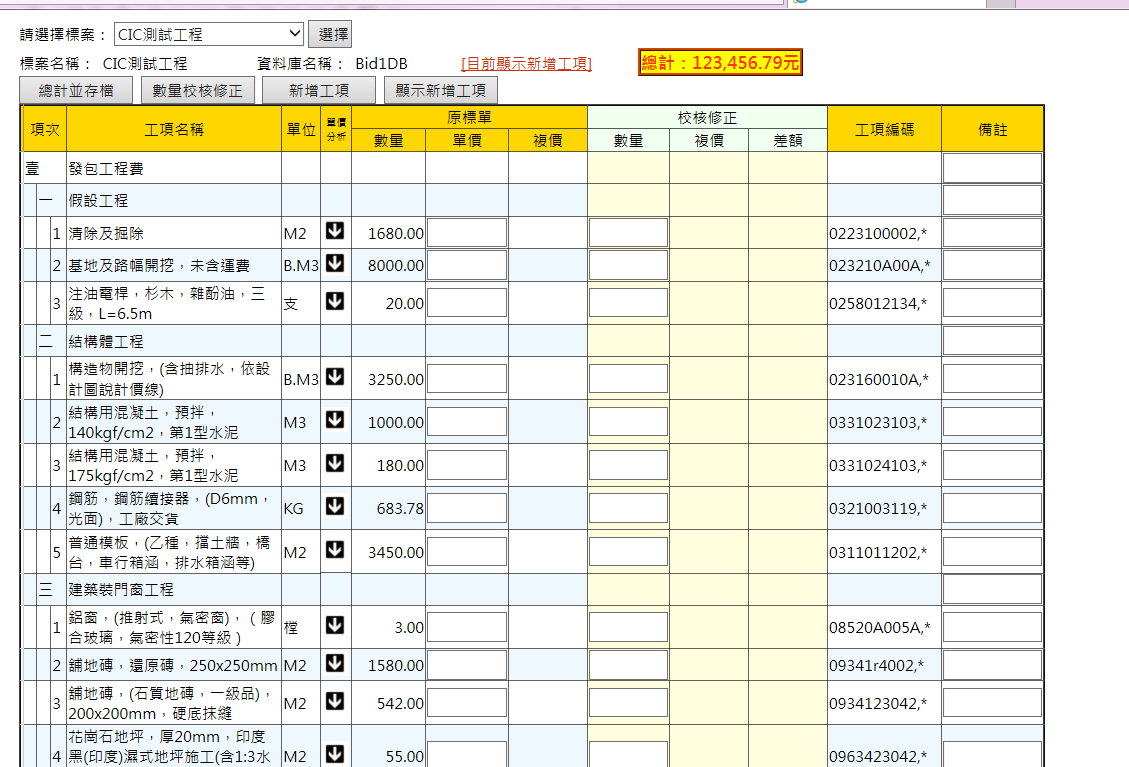 請選擇標案： CIC測試工程 選擇
標案名稱： CIC測試工程 資料庫名稱： Bid1DB [目前顯示新增工項] 總計：123,456.79元
總計並存檔 數量校核修正 新增工項 顯示新增工項
項次 工項名稱 單位 單價分析 原標單 校核修正 工項編碼 備註
數量 單價 複價 數量 複價 差額
壹 發包工程費
一 假設工程
1 清除及掘除 M2 1680.00 0223100002,*
2 基地及路幅開挖，未含運費 B.M3 8000.00 023210A00A,*
3 注油電桿，杉木，雜酚油，三
級，L=6.5m 支 20.00 0258012134,*
二 結構體工程
1 構造物開挖，(含抽排水，依設
計圖說計價線) B.M3 3250.00 023160010A,*
2 結構用混凝土，預拌，
140kgf/cm2，第1型水泥 M3 1000.00 0331023103,*
3 結構用混凝土，預拌，
175kgf/cm2，第1型水泥 M3 180.00 0331024103,*
4 鋼筋，鋼筋續接器，(D6mm，
光面)，工廠交貨 KG 683.78 0321003119,*
5 普通模板，(乙種，擋土牆，橋
台，車行箱涵，排水箱涵等) M2 3450.00 0311011202,*
三 建築裝門窗工程
1 鋁窗，(推射式，氣密窗)，（膠
合玻璃，氣密性120等級） 樘 3.00 08520A005A,*
2 舖地磚，還原磚，250x250mm M2 1580.00 09341r4002,*
3 舖地磚，(石質地磚，一級品)，
200x200mm，硬底抹縫 M2 542.00 0934123042,*
4 花崗石地坪，厚20mm，印度
黑(印度)濕式地坪施工(含1:3水 M2 55.00 0963423042,*